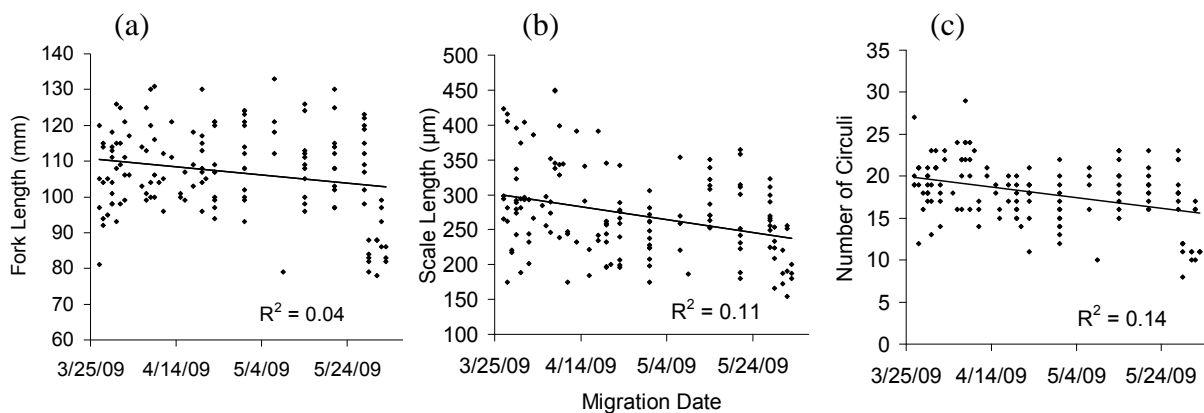 (a)
140
130
120
110
100
90
80
70
60
Fork Length (mm)
R² = 0.04
3/25/09 4/14/09 5/4/09 5/24/09
(b)
500
450
400
350
300
250
200
150
100
Scale Length (µm)
R² = 0.11
3/25/09 4/14/09 5/4/09 5/24/09
Migration Date
(c)
35
30
25
20
15
10
5
0
Number of Circuli
R² = 0.14
3/25/09 4/14/09 5/4/09 5/24/09